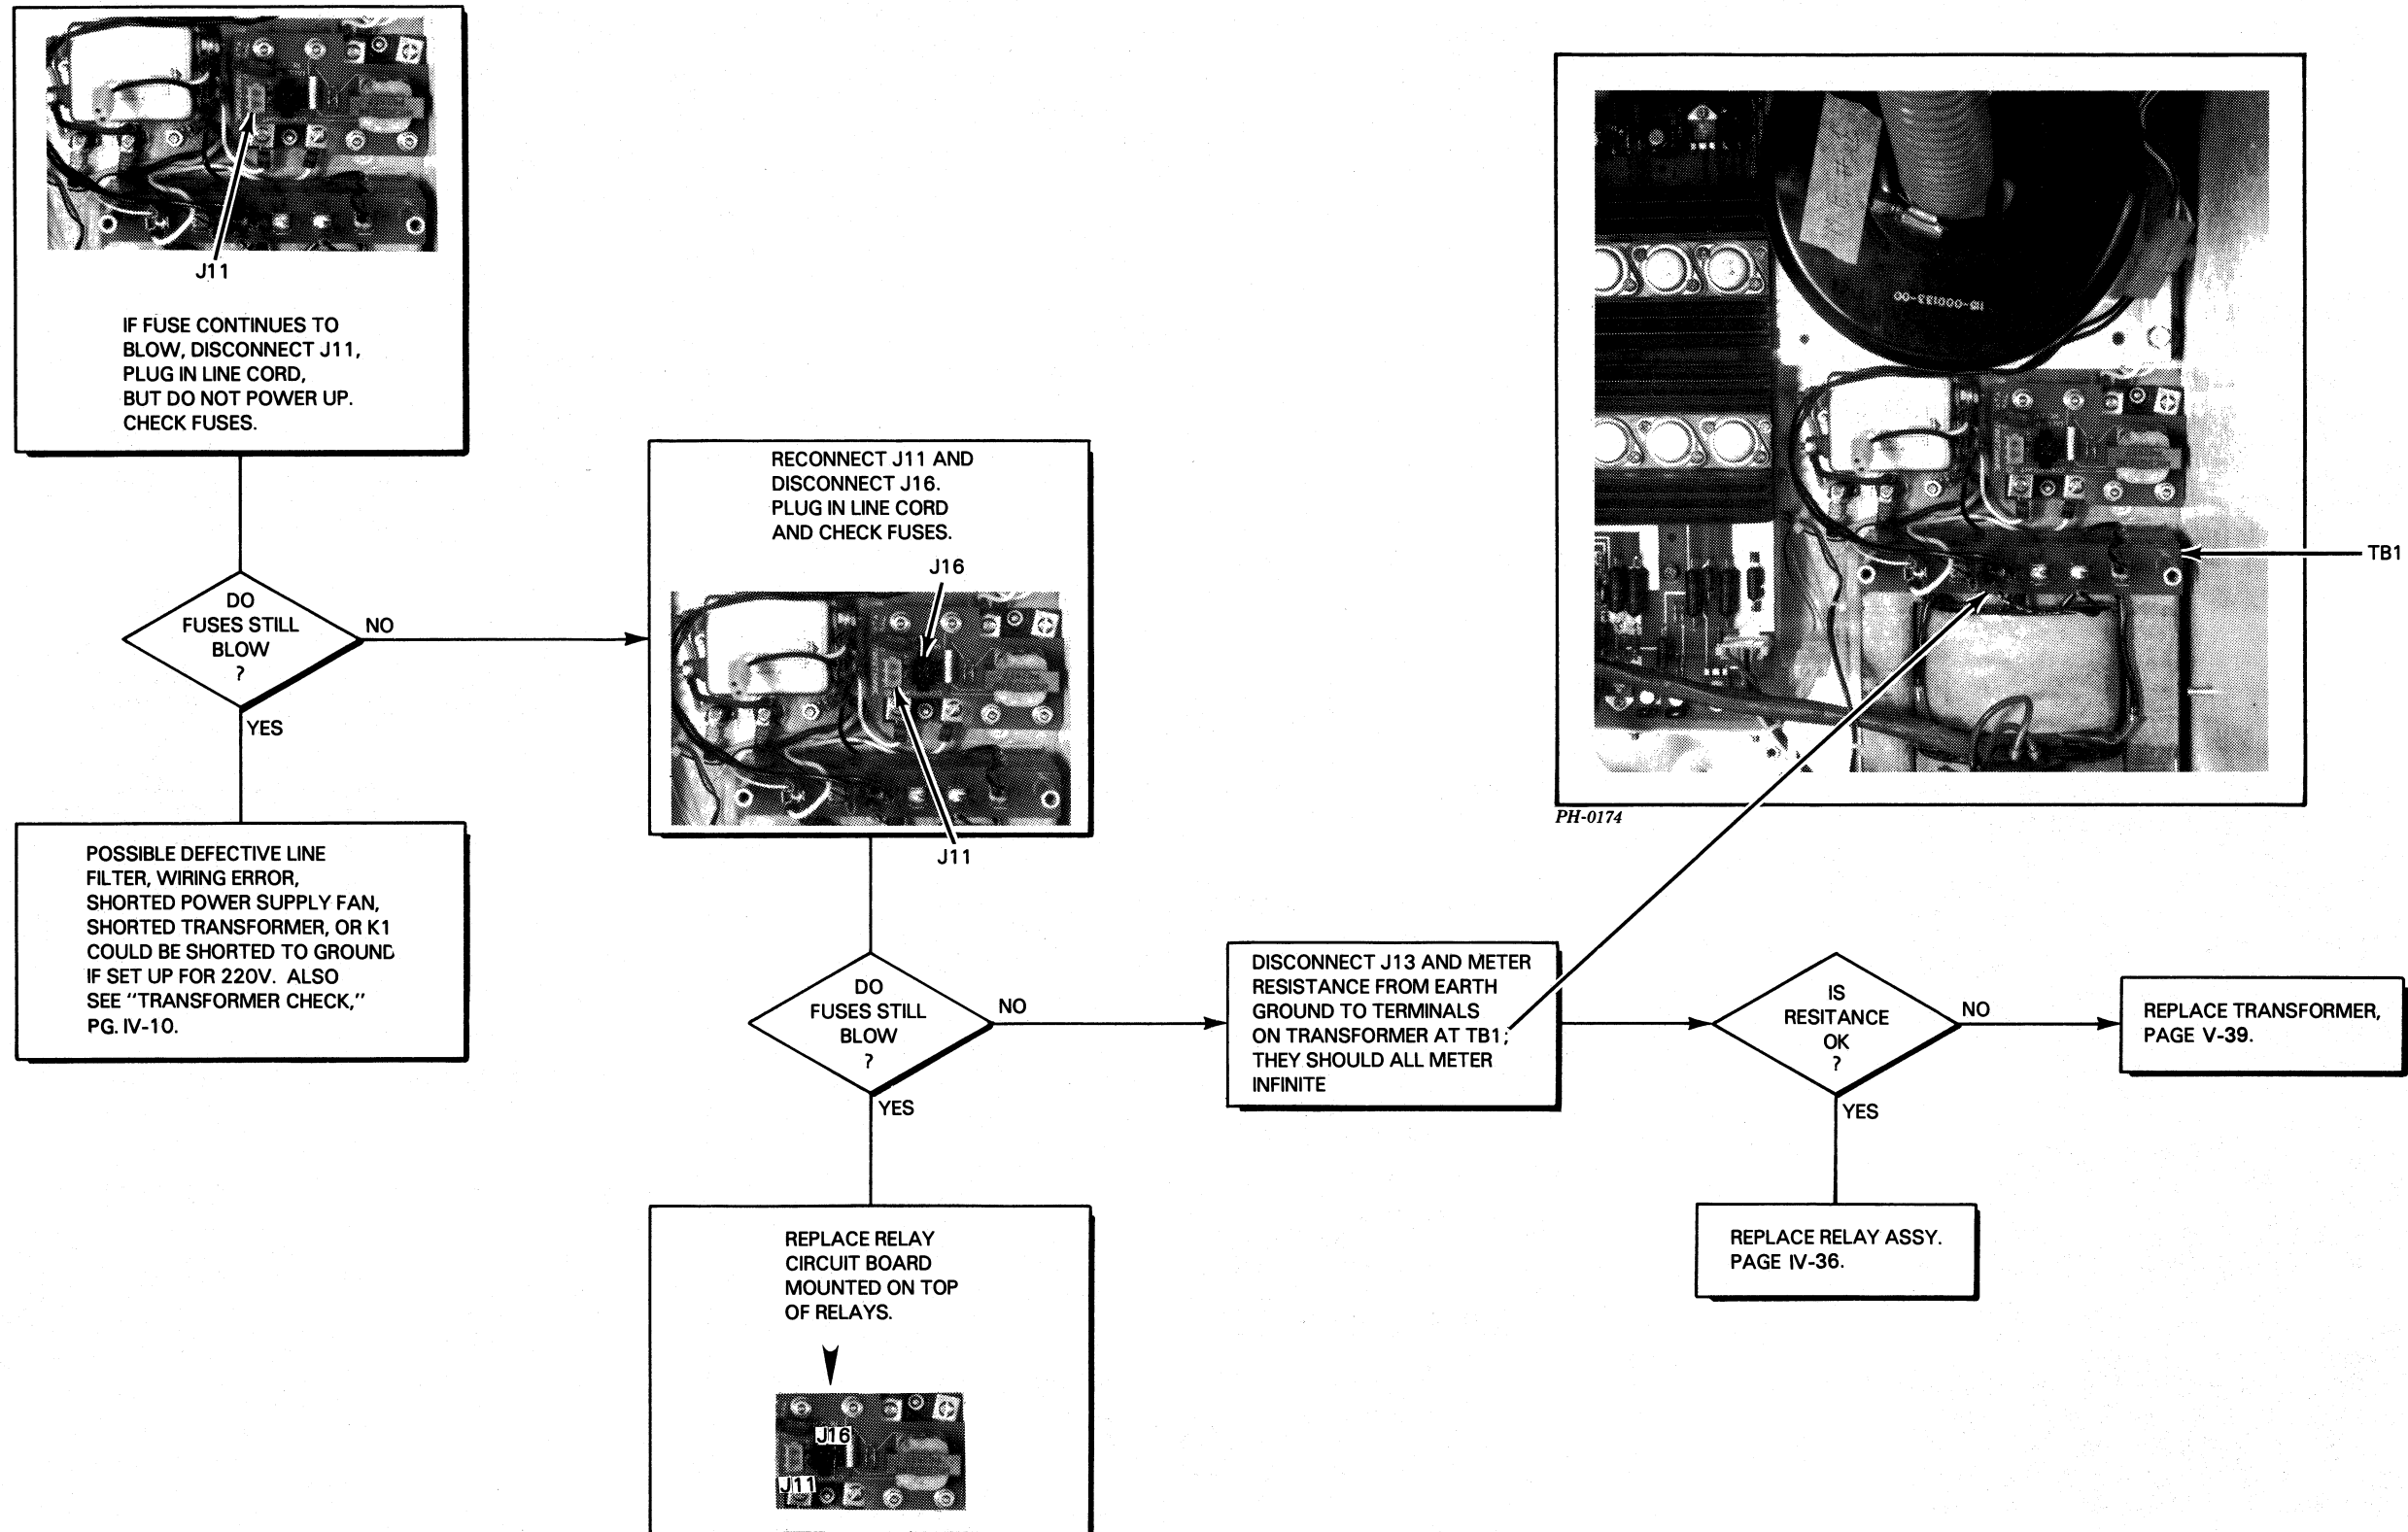 J11
IF FUSE CONTINUES TO
BLOW, DISCONNECT J11,
PLUG IN LINE CORD,
BUT DO NOT POWER UP.
CHECK FUSES.
DO
FUSES STILL
BLOW
?
NO
YES
POSSIBLE DEFECTIVE LINE
FILTER, WIRING ERROR,
SHORTED POWER SUPPLY FAN,
SHORTED TRANSFORMER, OR K1
COULD BE SHORTED TO GROUND
IF SET UP FOR 220V. ALSO
SEE "TRANSFORMER CHECK,"
PG. IV-10.
RECONNECT J11 AND
DISCONNECT J16.
PLUG IN LINE CORD
AND CHECK FUSES.
J16
J11
DO
FUSES STILL
BLOW
?
NO
YES
REPLACE RELAY
CIRCUIT BOARD
MOUNTED ON TOP
OF RELAYS.
J16
J11
TB1
PH-0174
DISCONNECT J13 AND METER
RESISTANCE FROM EARTH
GROUND TO TERMINALS
ON TRANSFORMER AT TB1;
THEY SHOULD ALL METER
INFINITE
IS
RESITANCE
OK
?
NO
YES
REPLACE TRANSFORMER,
PAGE V-39.
REPLACE RELAY ASSY.
PAGE IV-36.